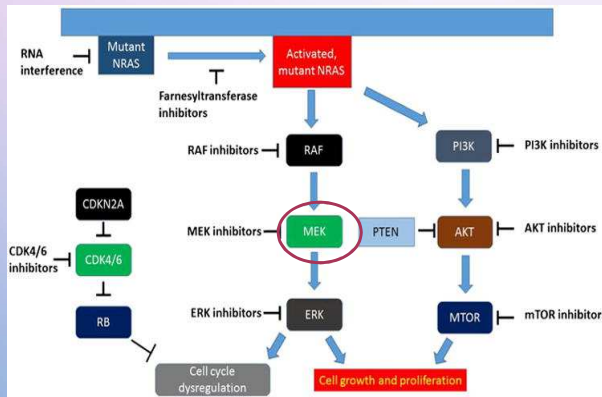 RNA
interference
Mutant
NRAS
Activated,
mutant NRAS
Farnesyltransferase
inhibitors
RAF inhibitors
RAF
PI3K
PI3K inhibitors
CDKN2A
MEK inhibitors
MEK
PTEN
AKT
AKT inhibitors
CDK4/6
inhibitors
CDK4/6
RB
ERK inhibitors
ERK
MTOR
mTOR inhibitor
Cell cycle
dysregulation
Cell growth and proliferation